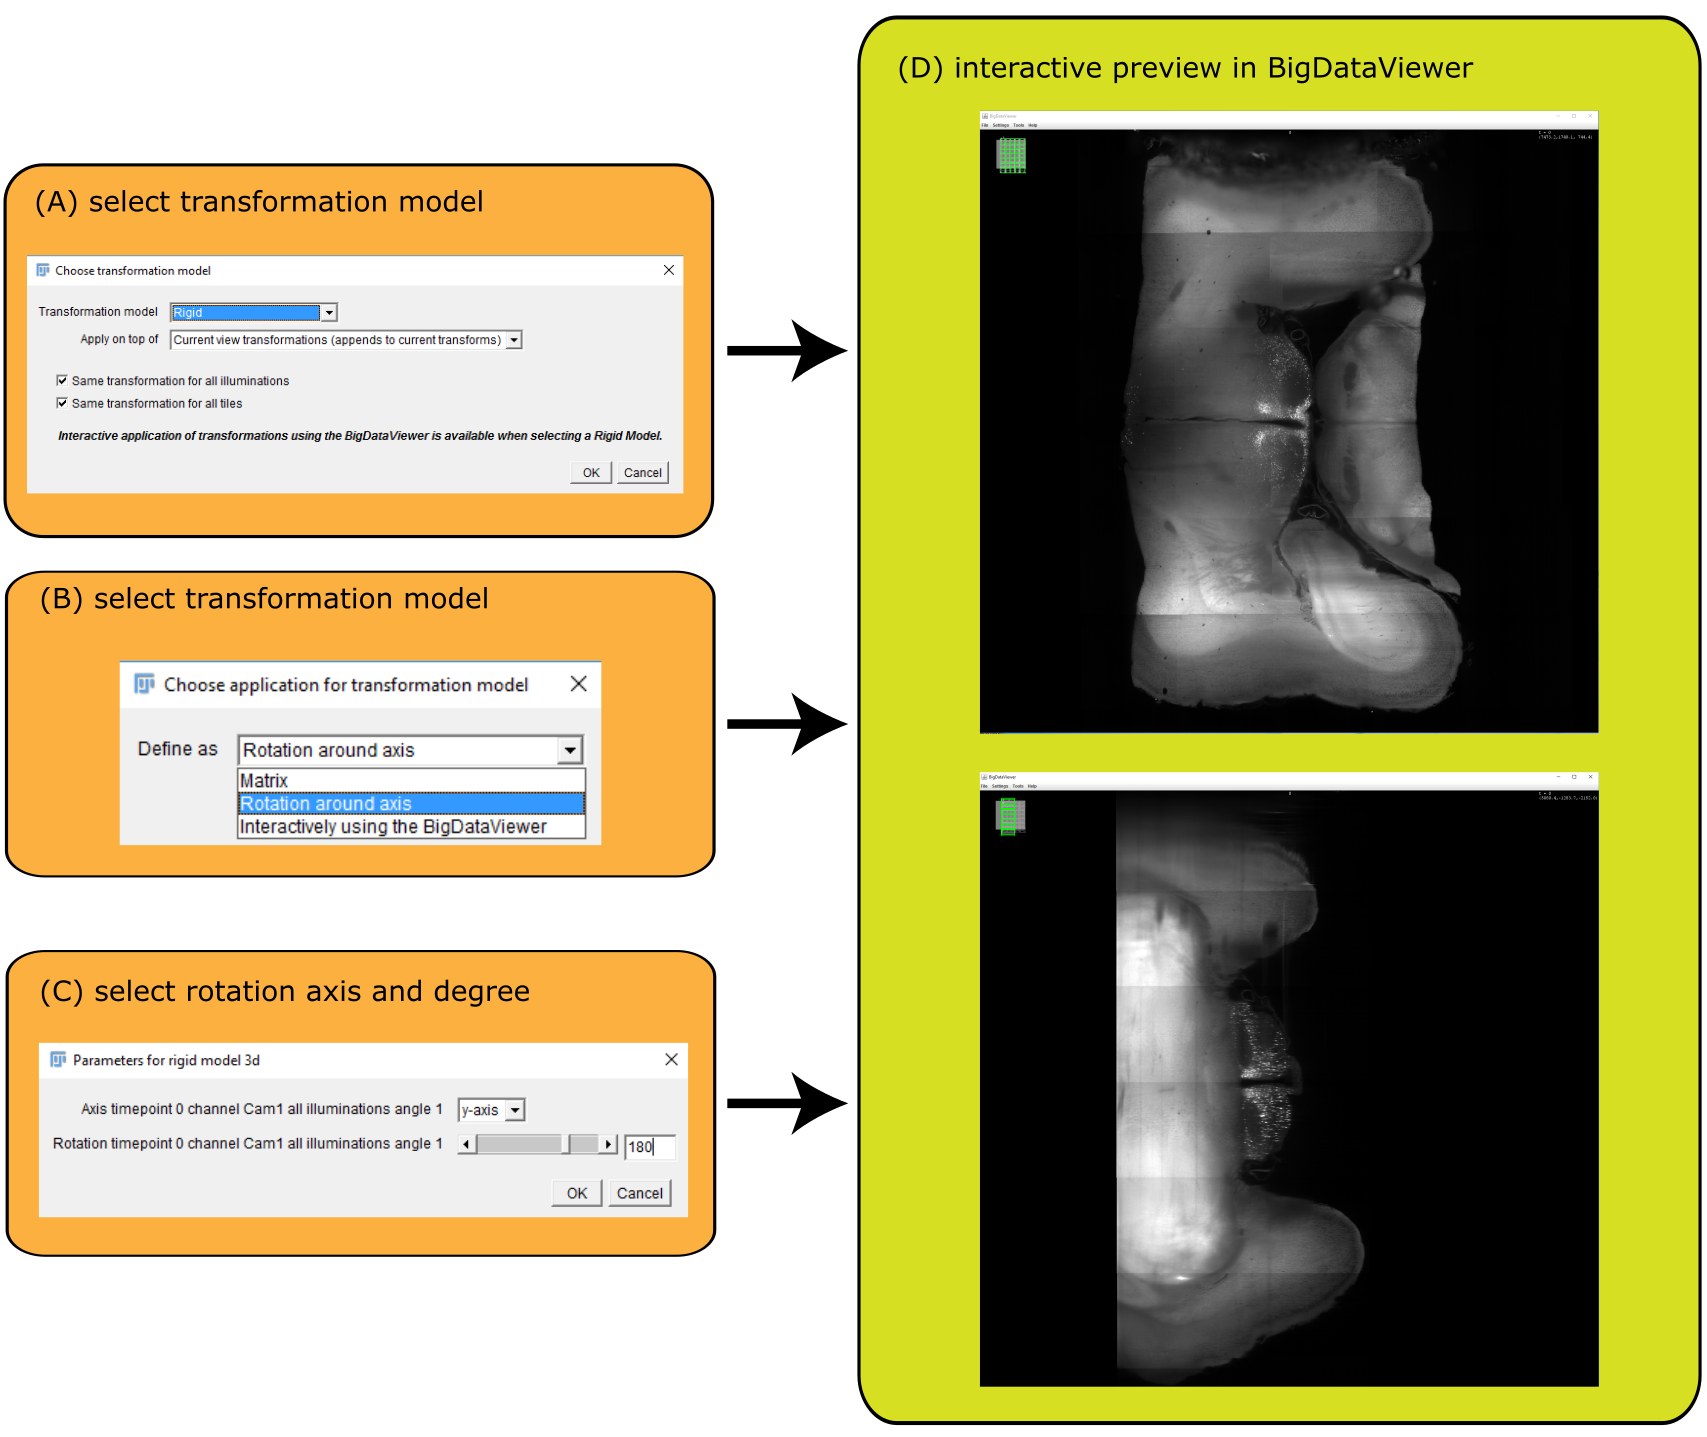 (A) select transformation model
Choose transformation model
Transformation model Rigid
Apply on top of Current view transformations (appends to current transforms)
Same transformation for all illuminations
Same transformation for all tiles
Interactive application of transformations using the BigDataViewer is available when selecting a Rigid Model.
OK Cancel
(B) select transformation model
Choose application for transformation model
Define as Rotation around axis
Matrix
Rotation around axis
Interactively using the BigDataViewer
(C) select rotation axis and degree
Parameters for rigid model 3d
Axis timepoint 0 channel Cam1 all illuminations angle 1 y-axis
Rotation timepoint 0 channel Cam1 all illuminations angle 1 180
OK Cancel
(D) interactive preview in BigDataViewer
BigDataViewer
File Settings Tools Help
BigDataViewer
File Settings Tools Help